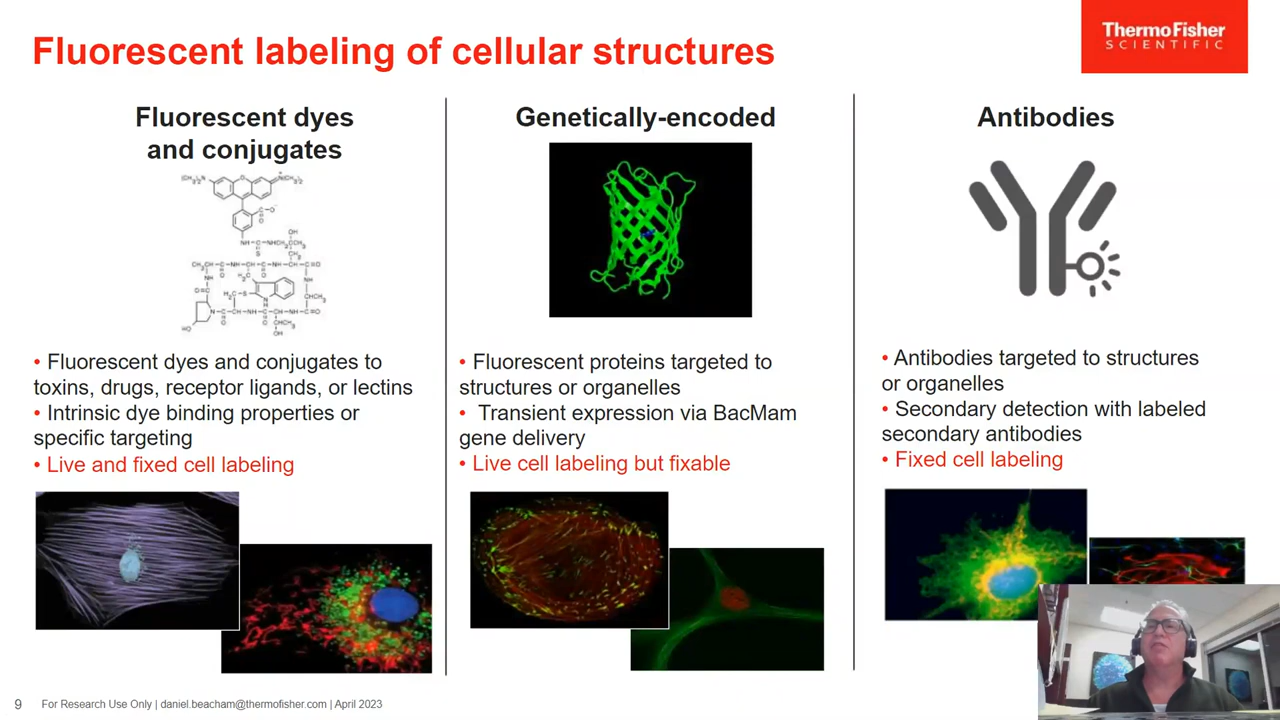 Fluorescent labeling of cellular structures
ThermoFisher
SCIENTIFIC
Fluorescent dyes
and conjugates
• Fluorescent dyes and conjugates to
toxins, drugs, receptor ligands, or lectins
• Intrinsic dye binding properties or
specific targeting
• Live and fixed cell labeling
Genetically-encoded
• Fluorescent proteins targeted to
structures or organelles
• Transient expression via BacMam
gene delivery
• Live cell labeling but fixable
Antibodies
• Antibodies targeted to structures
or organelles
• Secondary detection with labeled
secondary antibodies
• Fixed cell labeling
9 For Research Use Only | daniel.beacham@thermofisher.com | April 2023